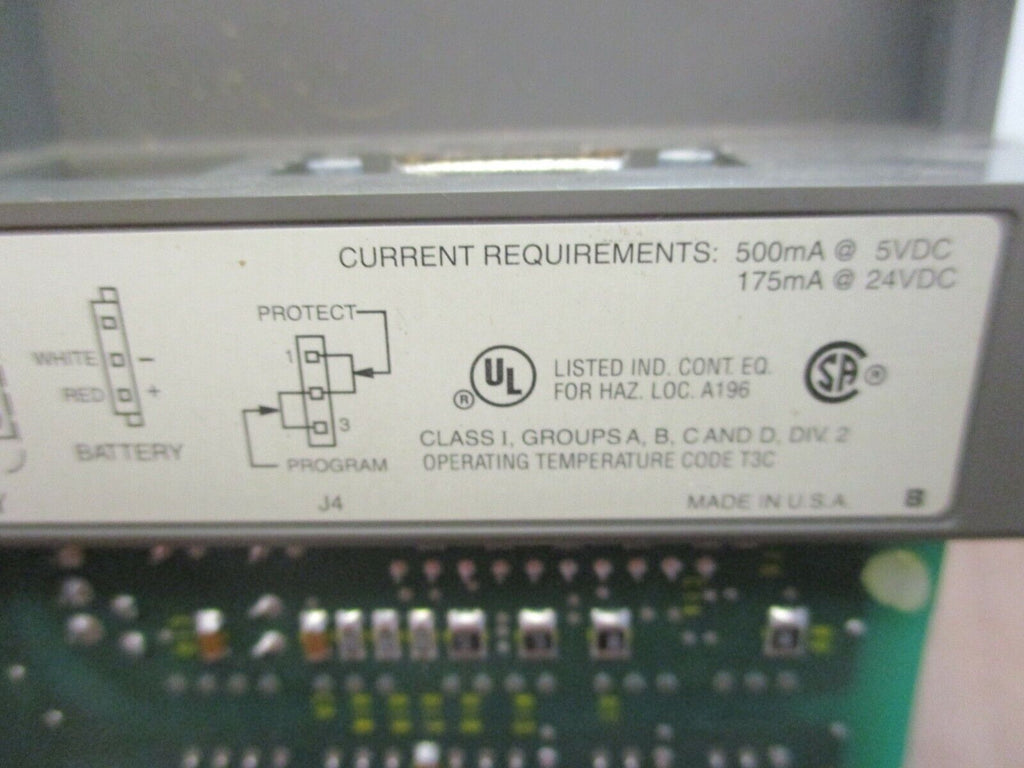 CURRENT REQUIREMENTS: 500mA @ 5VDC
175mA @ 24VDC
PROTECT
1
WHITE –
RED +
BATTERY
3
PROGRAM
J4
UL ®
LISTED IND. CONT. EQ.
FOR HAZ. LOC. A196
SA ®
CLASS I, GROUPS A, B, C AND D, DIV. 2
OPERATING TEMPERATURE CODE T3C
MADE IN U.S.A.